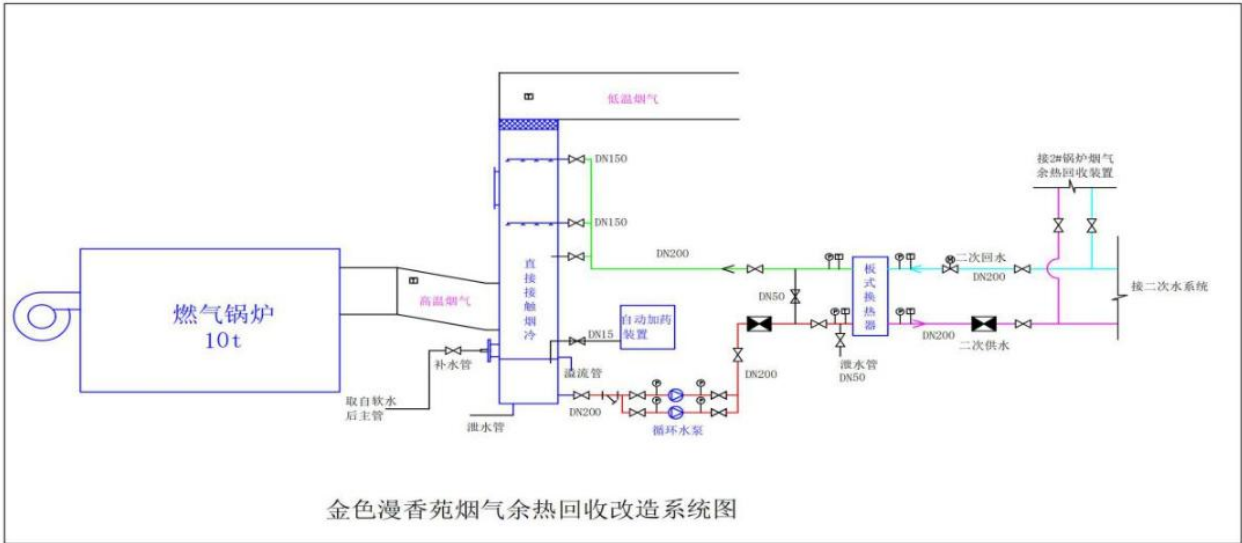 低温烟气
DN150
接2#锅炉烟气
余热回收装置
DN150
直接接触烟冷
DN200
板式换热器
二次回水
DN200
高温烟气
DN50
接二次水系统
燃气锅炉
10t
自动加药
装置
DN15
DN200
二次供水
补水管
溢流管
泄水管
DN50
DN200
取自软水
后主管
DN200
泄水管
循环水泵
金色漫香苑烟气余热回收改造系统图